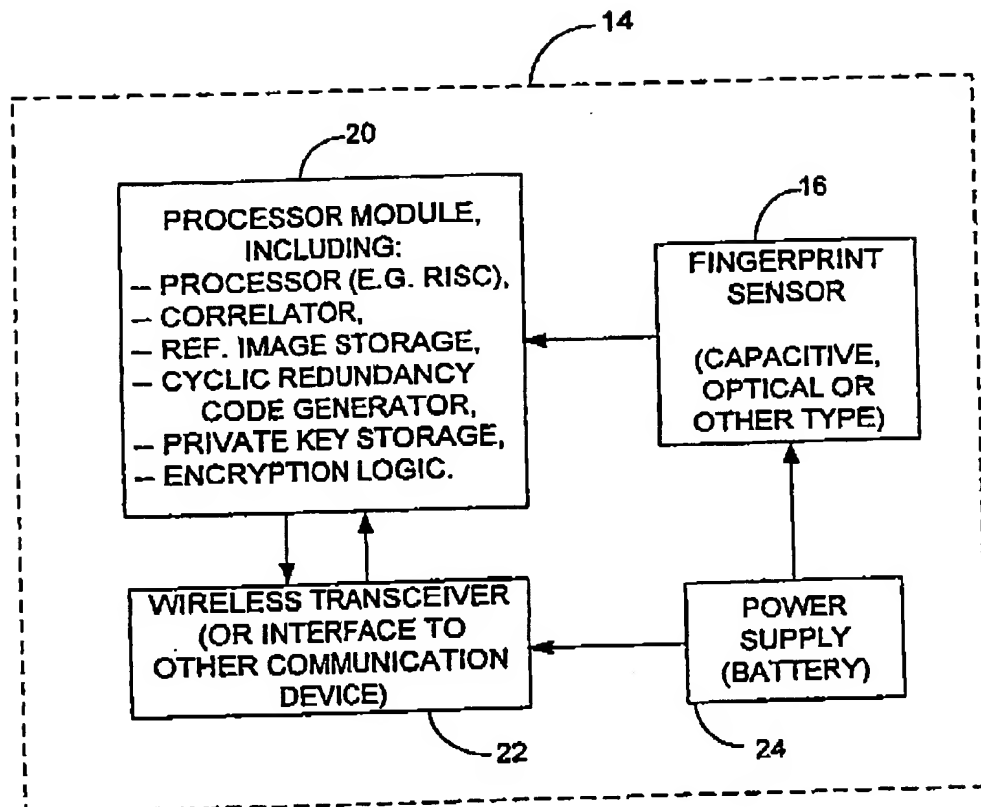 14
20
PROCESSOR MODULE,
INCLUDING:
– PROCESSOR (E.G. RISC),
– CORRELATOR,
– REF. IMAGE STORAGE,
– CYCLIC REDUNDANCY
CODE GENERATOR,
– PRIVATE KEY STORAGE,
– ENCRYPTION LOGIC.
16
FINGERPRINT
SENSOR
(CAPACITIVE,
OPTICAL OR
OTHER TYPE)
WIRELESS TRANSCEIVER
(OR INTERFACE TO
OTHER COMMUNICATION
DEVICE)
22
POWER
SUPPLY
(BATTERY)
24